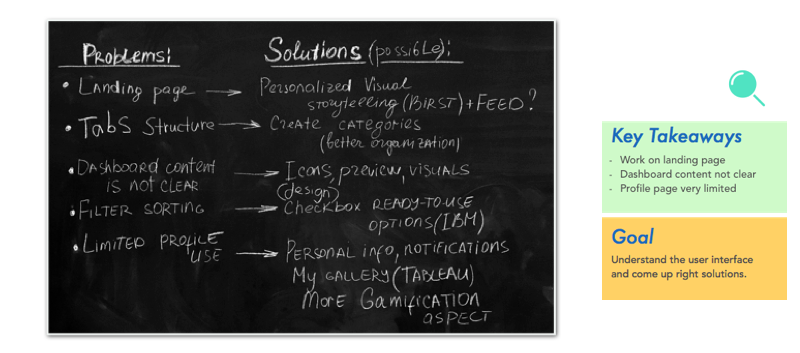 Problems:
Solutions (possible):
• Landing page → Personalized Visual
storytelling (BIRST) + FEED?
• Tabs Structure → Create categories
(better organization)
• Dashboard content
is not clear → Icons, preview, visuals
(design)
• Filter sorting → Checkbox ready-to-use
options (IBM)
• Limited profile
use → Personal info, notifications
My gallery (Tableau)
More Gamification
aspect
Key Takeaways
- Work on landing page
- Dashboard content not clear
- Profile page very limited
Goal
Understand the user interface
and come up right solutions.